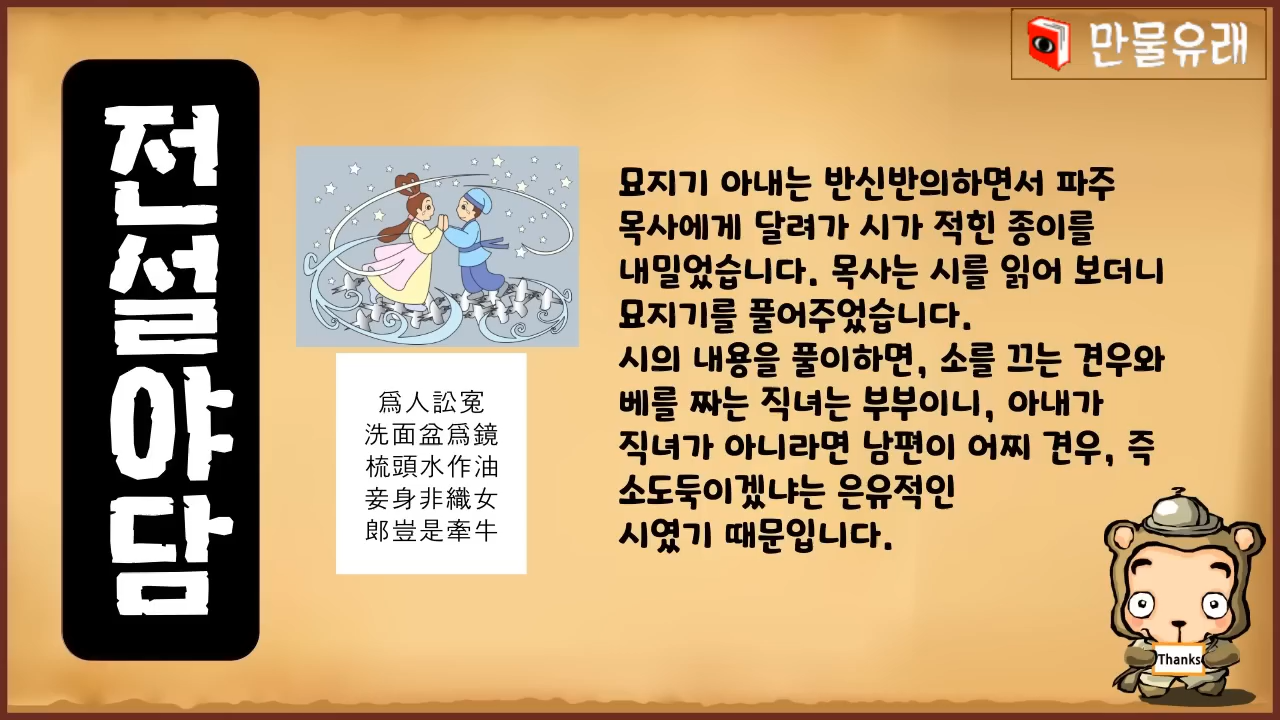 만물유래
전설야담
爲人訟寃
洗面盆爲鏡
梳頭水作油
妾身非織女
郎豈是牽牛
묘지기 아내는 반신반의하면서 파주
목사에게 달려가 시가 적힌 종이를
내밀었습니다. 목사는 시를 읽어 보더니
묘지기를 풀어주었습니다.
시의 내용을 풀이하면, 소를 끄는 견우와
베를 짜는 직녀는 부부이니, 아내가
직녀가 아니라면 남편이 어찌 견우, 즉
소도둑이겠냐는 은유적인
시였기 때문입니다.
Thanks